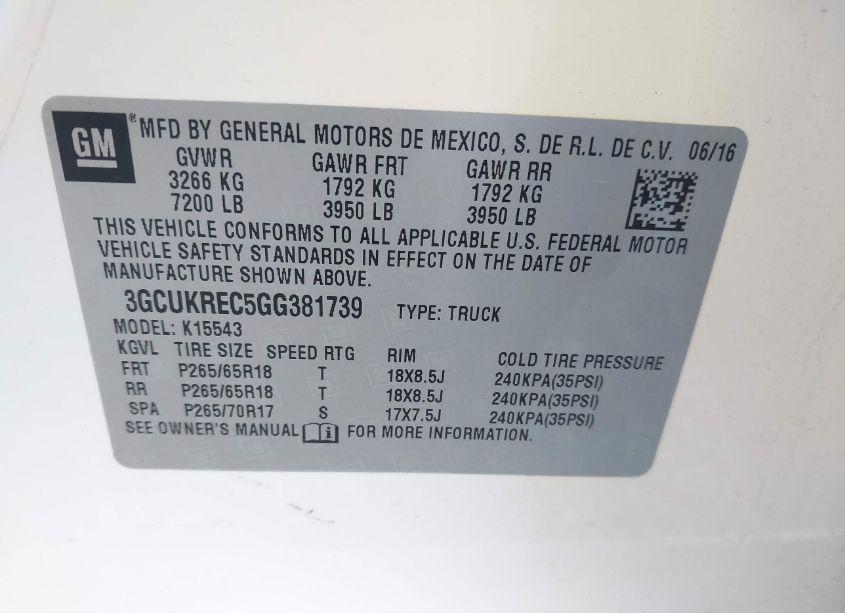 GM ® MFD BY GENERAL MOTORS DE MEXICO, S. DE R.L. DE C.V. 06/16
GVWR GAWR FRT GAWR RR
3266 KG 1792 KG 1792 KG
7200 LB 3950 LB 3950 LB
THIS VEHICLE CONFORMS TO ALL APPLICABLE U.S. FEDERAL MOTOR
VEHICLE SAFETY STANDARDS IN EFFECT ON THE DATE OF
MANUFACTURE SHOWN ABOVE.
3GCUKREC5GG381739 TYPE: TRUCK
MODEL: K15543
KGVL TIRE SIZE SPEED RTG RIM COLD TIRE PRESSURE
FRT P265/65R18 T 18X8.5J 240KPA(35PSI)
RR P265/65R18 T 18X8.5J 240KPA(35PSI)
SPA P265/70R17 S 17X7.5J 240KPA(35PSI)
SEE OWNER'S MANUAL i FOR MORE INFORMATION.